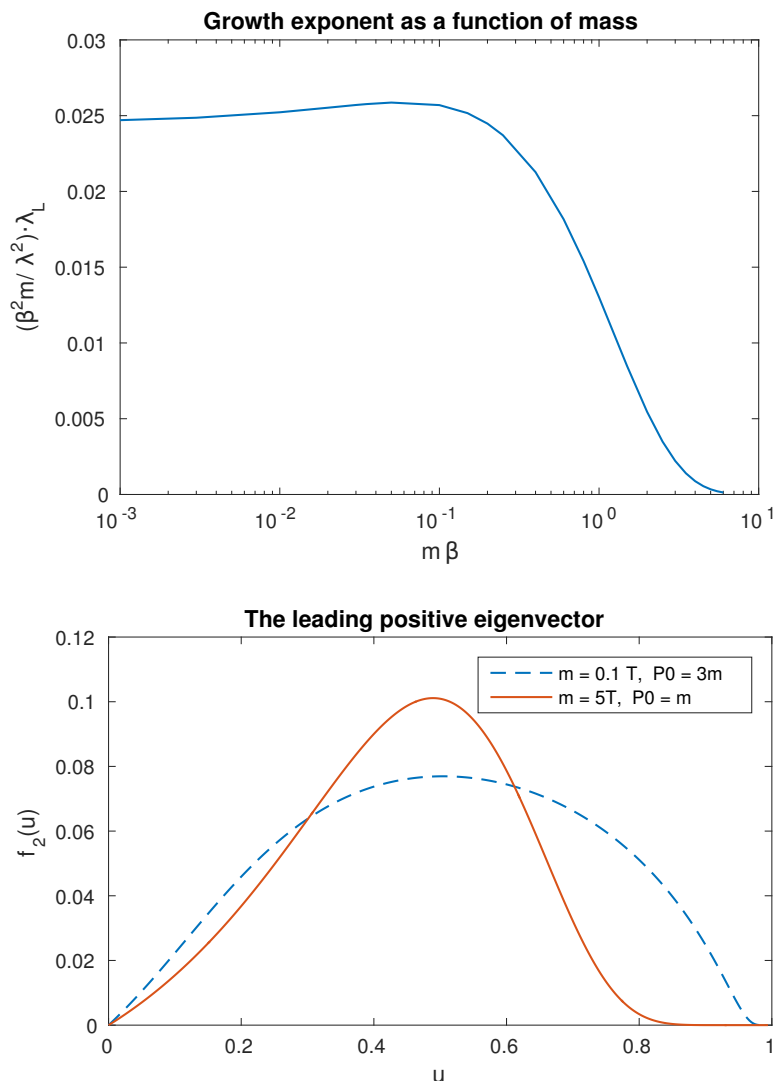 Growth exponent as a function of mass
0.03
0.025
0.02
0.015
0.01
0.005
0
(β²m/ λ²)·λ_L
10⁻³ 10⁻² 10⁻¹ 10⁰ 10¹
m β
The leading positive eigenvector
0.12
0.1
0.08
0.06
0.04
0.02
0
f₂(u)
m = 0.1 T, P0 = 3m
m = 5T, P0 = m
0 0.2 0.4 0.6 0.8 1
u